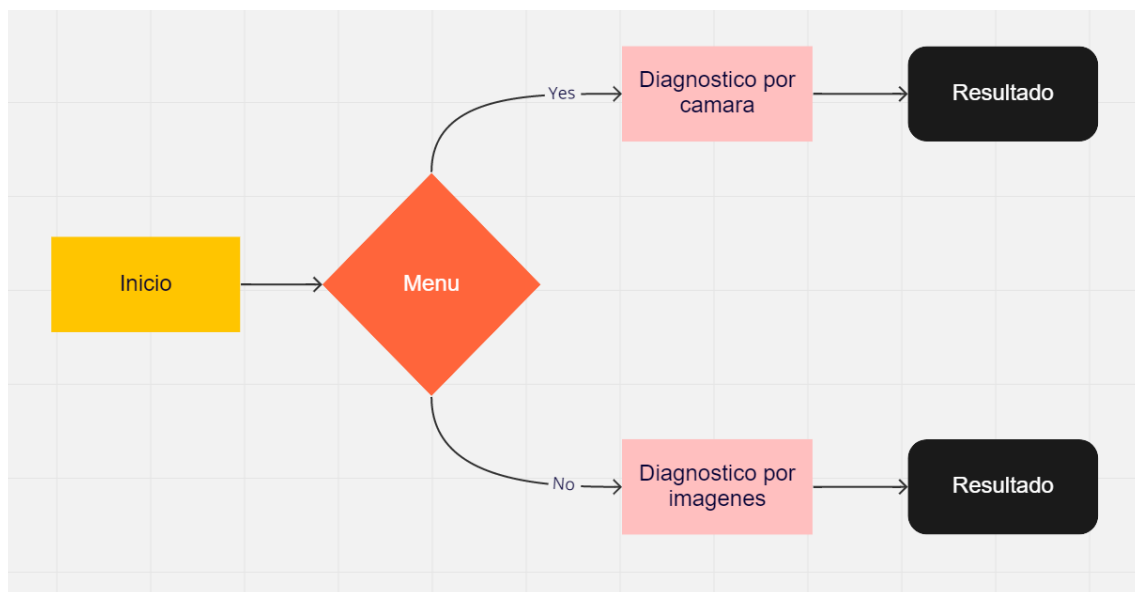 Inicio
Menu
Yes
Diagnostico por
camara
Resultado
No
Diagnostico por
imagenes
Resultado